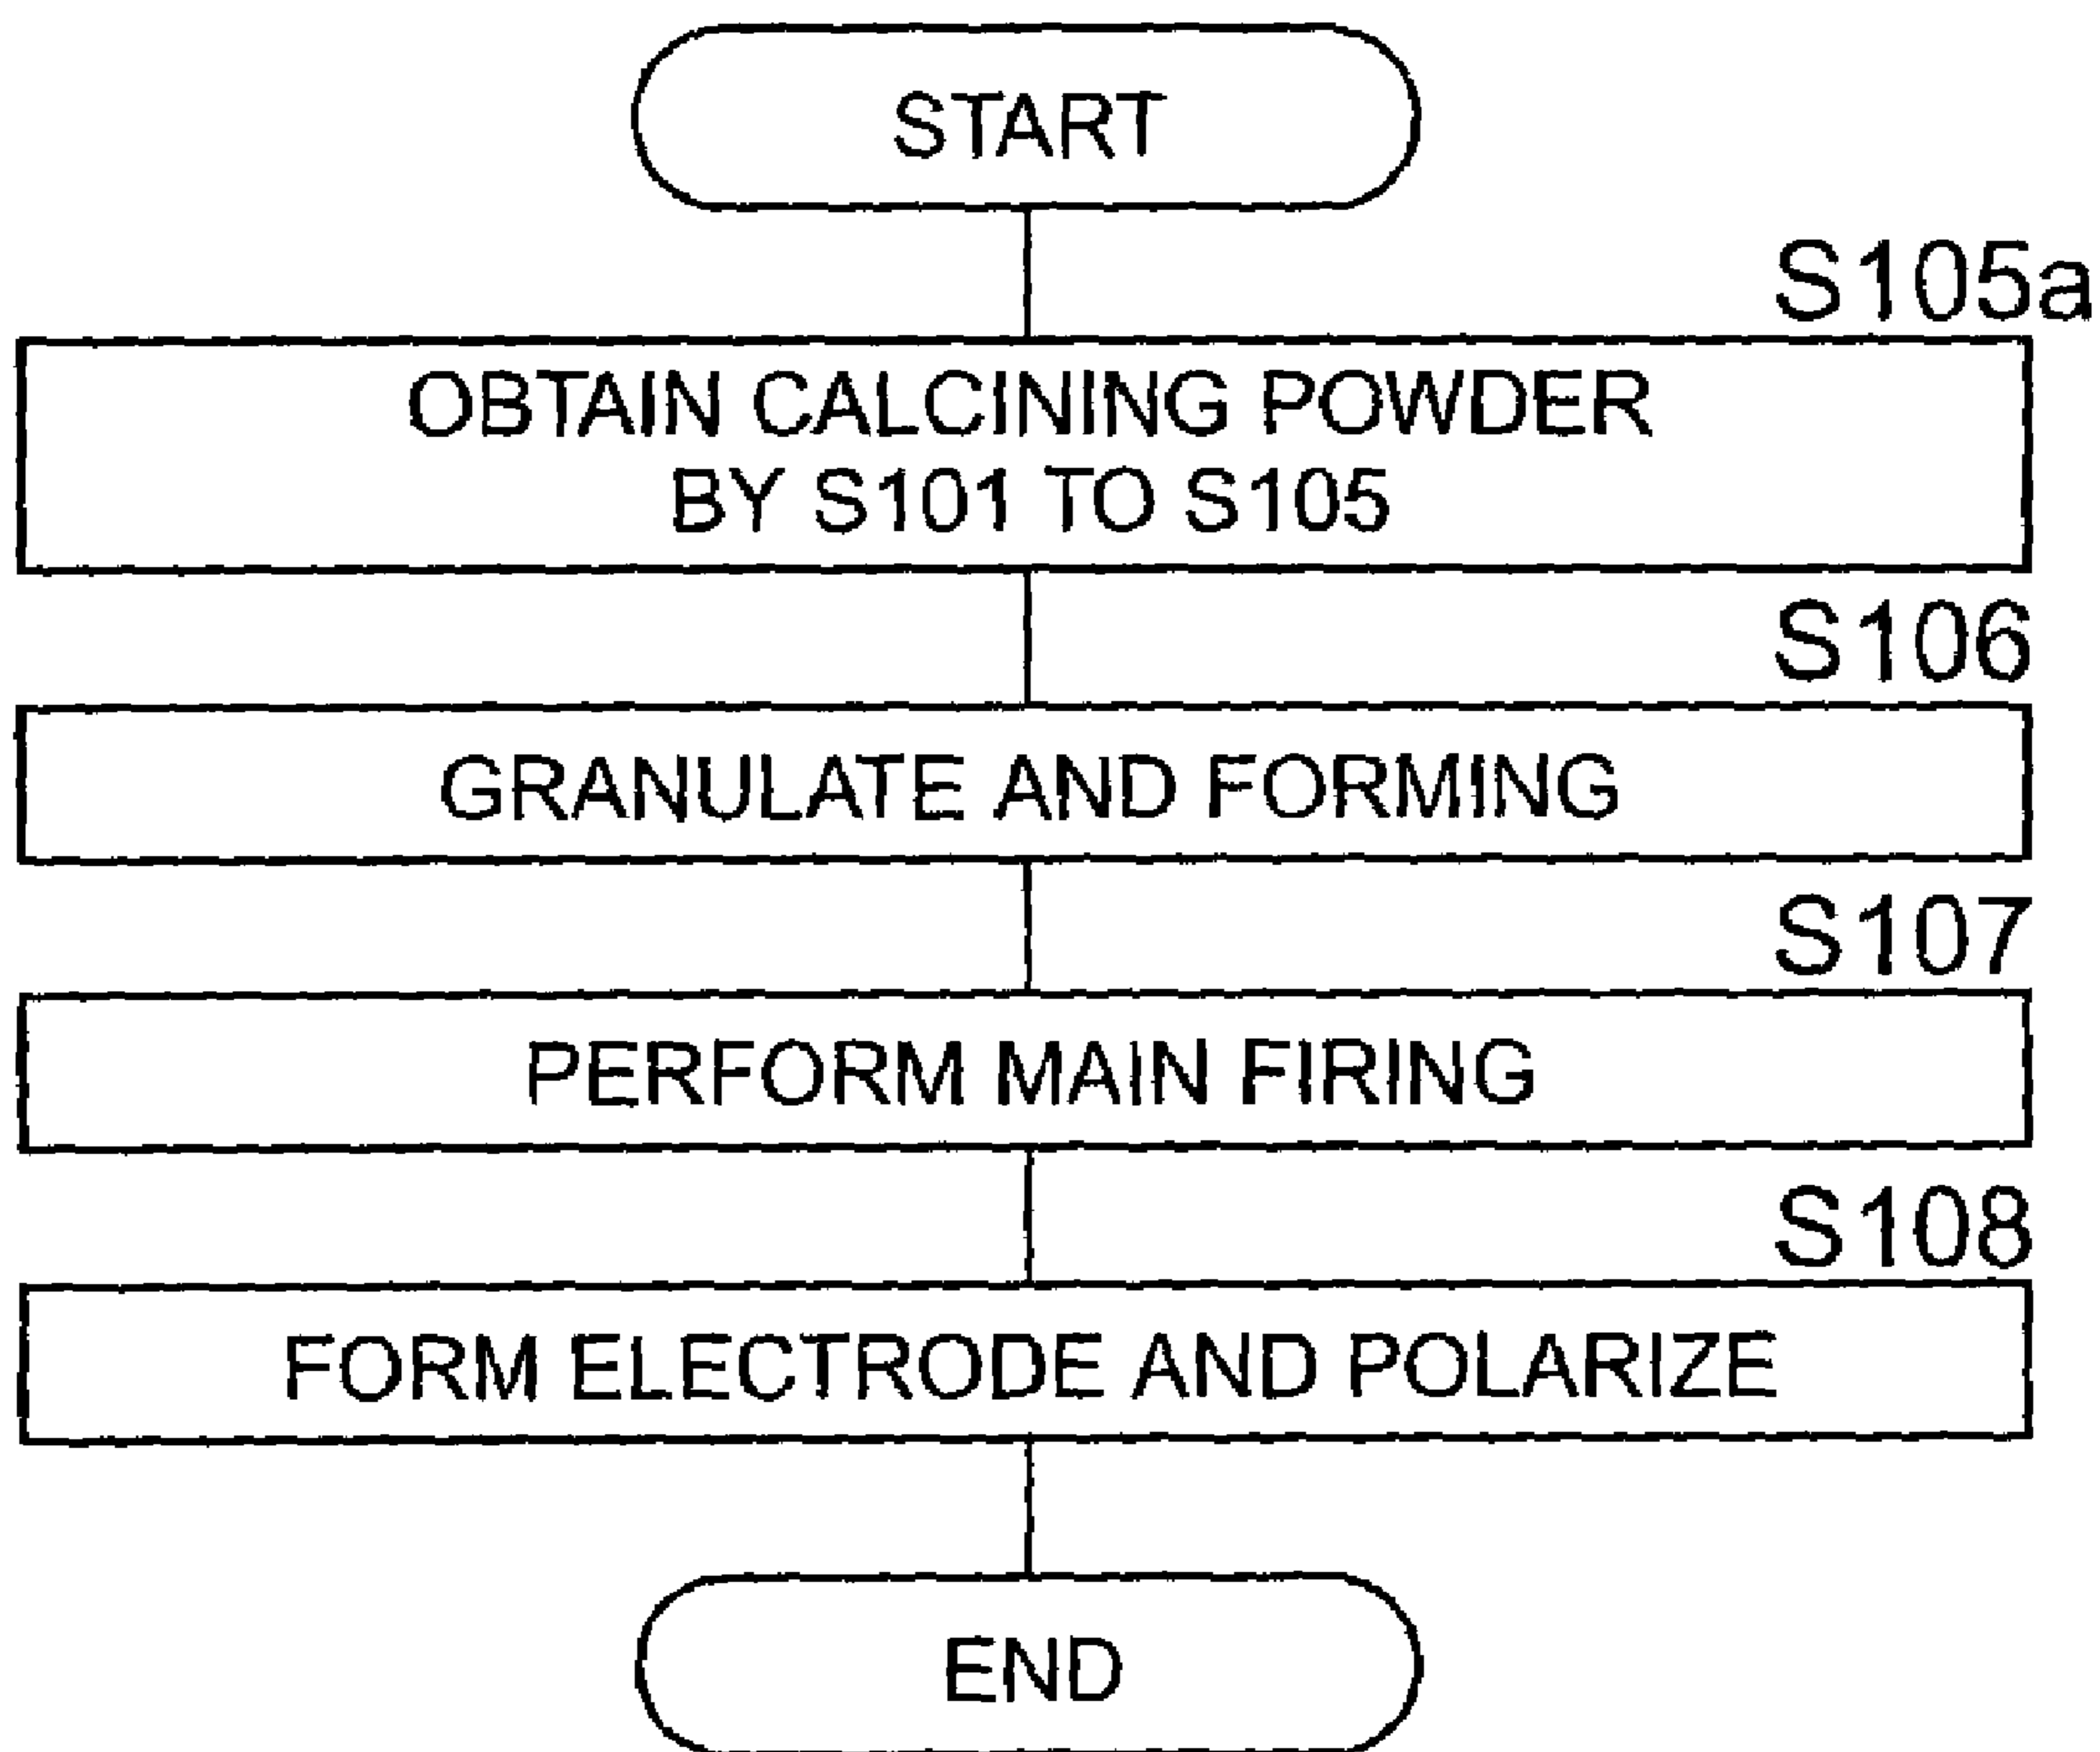 START
S105a
OBTAIN CALCINING POWDER
BY S101 TO S105
S106
GRANULATE AND FORMING
S107
PERFORM MAIN FIRING
S108
FORM ELECTRODE AND POLARIZE
END